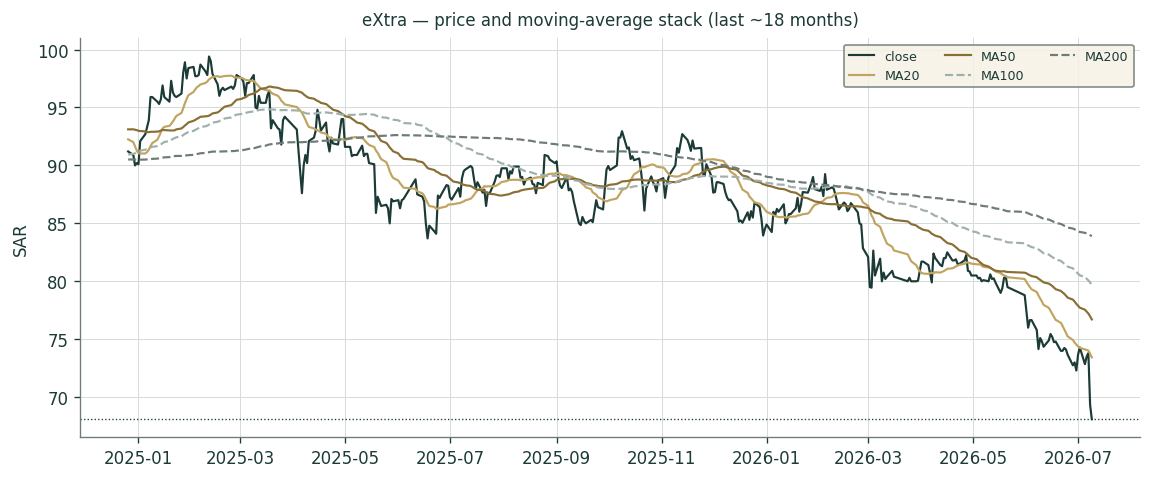 eXtra — price and moving-average stack (last ~18 months)
close MA50 MA200
MA20 MA100
SAR
100
95
90
85
80
75
70
2025-01 2025-03 2025-05 2025-07 2025-09 2025-11 2026-01 2026-03 2026-05 2026-07